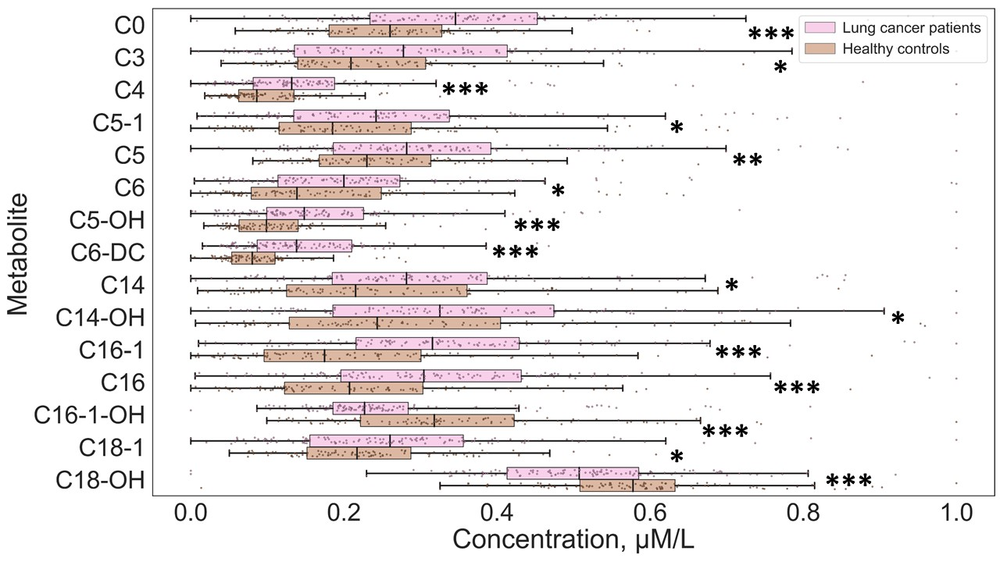 C0
***
Lung cancer patients
Healthy controls
C3
*
C4
***
C5-1
*
C5
**
C6
*
C5-OH
***
C6-DC
***
C14
*
C14-OH
*
C16-1
***
C16
***
C16-1-OH
***
C18-1
*
C18-OH
***
Metabolite
0.0 0.2 0.4 0.6 0.8 1.0
Concentration, µM/L